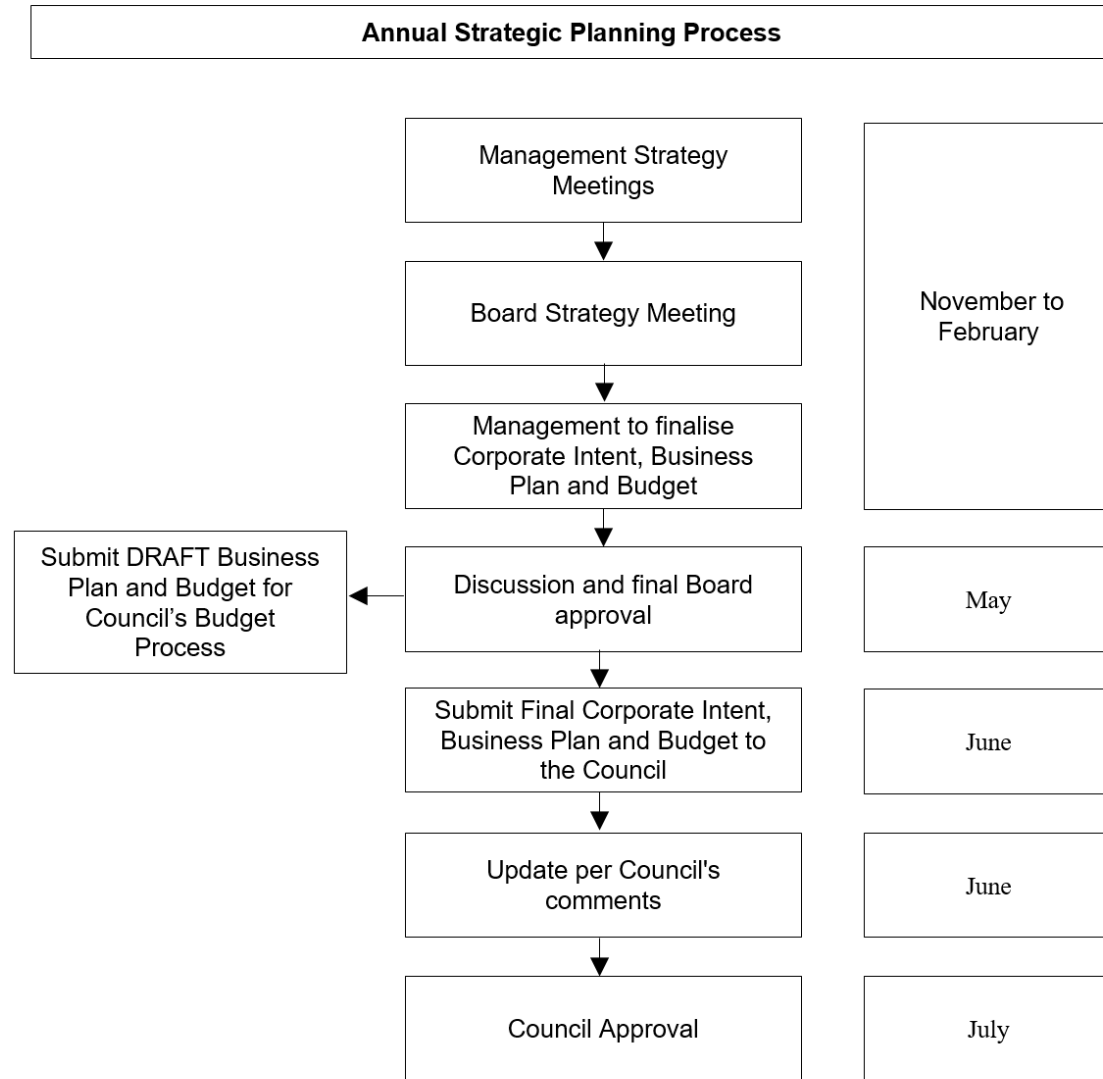 Annual Strategic Planning Process
Management Strategy
Meetings
November to
February
Board Strategy Meeting
Management to finalise
Corporate Intent, Business
Plan and Budget
Submit DRAFT Business
Plan and Budget for
Council’s Budget
Process
Discussion and final Board
approval
May
Submit Final Corporate Intent,
Business Plan and Budget to
the Council
June
Update per Council's
comments
June
Council Approval
July